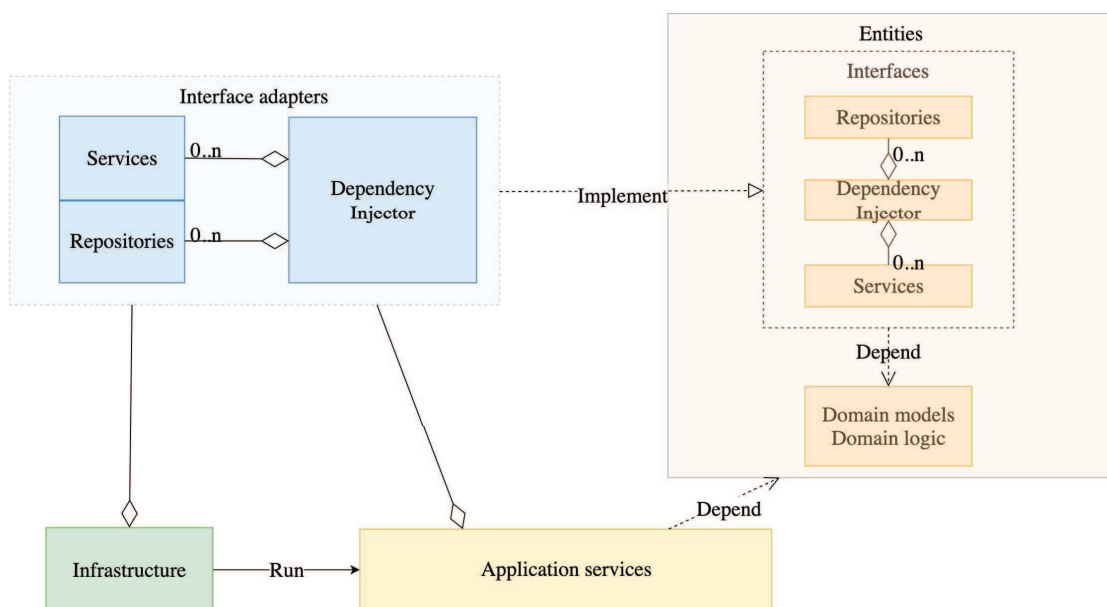 Entities
Interfaces
Repositories
0..n
Dependency
Injector
0..n
Services
Depend
Domain models
Domain logic
Interface adapters
Services
0..n
Repositories
0..n
Dependency
Injector
Implement
Depend
Infrastructure
Run
Application services